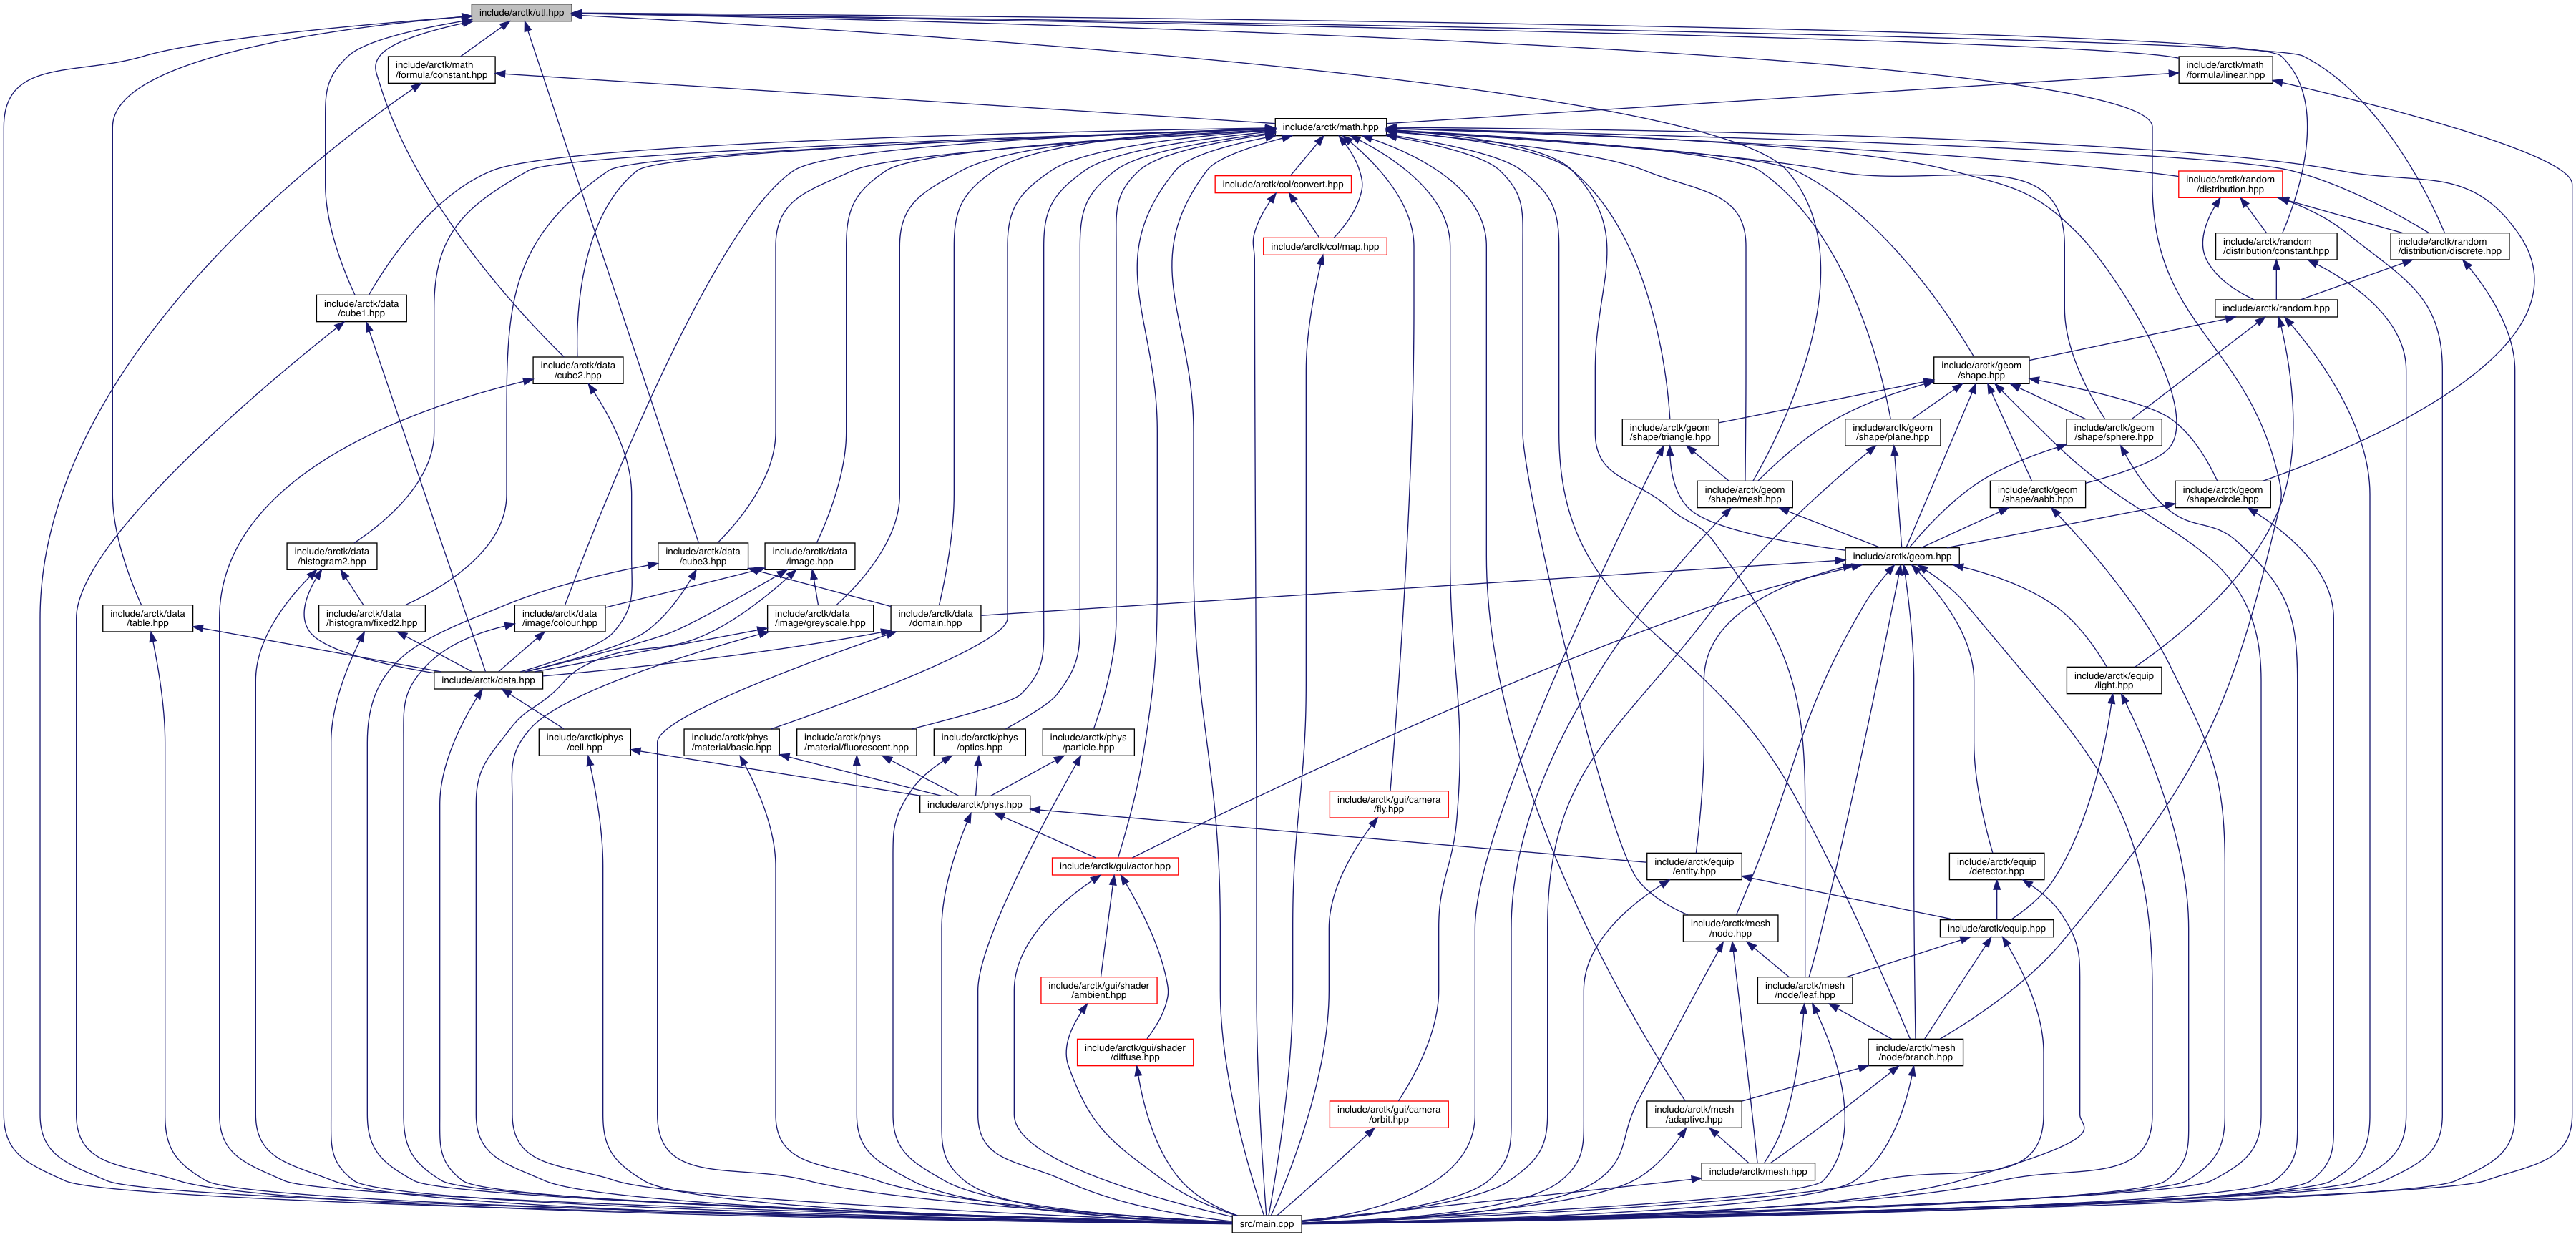 include/arctk/utl.hpp
include/arctk/math
/formula/constant.hpp
include/arctk/math
/formula/linear.hpp
include/arctk/math.hpp
include/arctk/col/convert.hpp
include/arctk/random
/distribution.hpp
include/arctk/col/map.hpp
include/arctk/random
/distribution/constant.hpp
include/arctk/random
/distribution/discrete.hpp
include/arctk/data
/cube1.hpp
include/arctk/random.hpp
include/arctk/data
/cube2.hpp
include/arctk/geom
/shape.hpp
include/arctk/geom
/shape/triangle.hpp
include/arctk/geom
/shape/plane.hpp
include/arctk/geom
/shape/sphere.hpp
include/arctk/geom
/shape/mesh.hpp
include/arctk/geom
/shape/aabb.hpp
include/arctk/geom
/shape/circle.hpp
include/arctk/data
/histogram2.hpp
include/arctk/data
/cube3.hpp
include/arctk/data
/image.hpp
include/arctk/geom.hpp
include/arctk/data
/table.hpp
include/arctk/data
/histogram/fixed2.hpp
include/arctk/data
/image/colour.hpp
include/arctk/data
/image/greyscale.hpp
include/arctk/data
/domain.hpp
include/arctk/data.hpp
include/arctk/equip
/light.hpp
include/arctk/phys
/cell.hpp
include/arctk/phys
/material/basic.hpp
include/arctk/phys
/material/fluorescent.hpp
include/arctk/phys
/optics.hpp
include/arctk/phys
/particle.hpp
include/arctk/phys.hpp
include/arctk/gui/camera
/fly.hpp
include/arctk/gui/actor.hpp
include/arctk/equip
/entity.hpp
include/arctk/equip
/detector.hpp
include/arctk/mesh
/node.hpp
include/arctk/equip.hpp
include/arctk/gui/shader
/ambient.hpp
include/arctk/mesh
/node/leaf.hpp
include/arctk/gui/shader
/diffuse.hpp
include/arctk/mesh
/node/branch.hpp
include/arctk/gui/camera
/orbit.hpp
include/arctk/mesh
/adaptive.hpp
include/arctk/mesh.hpp
src/main.cpp